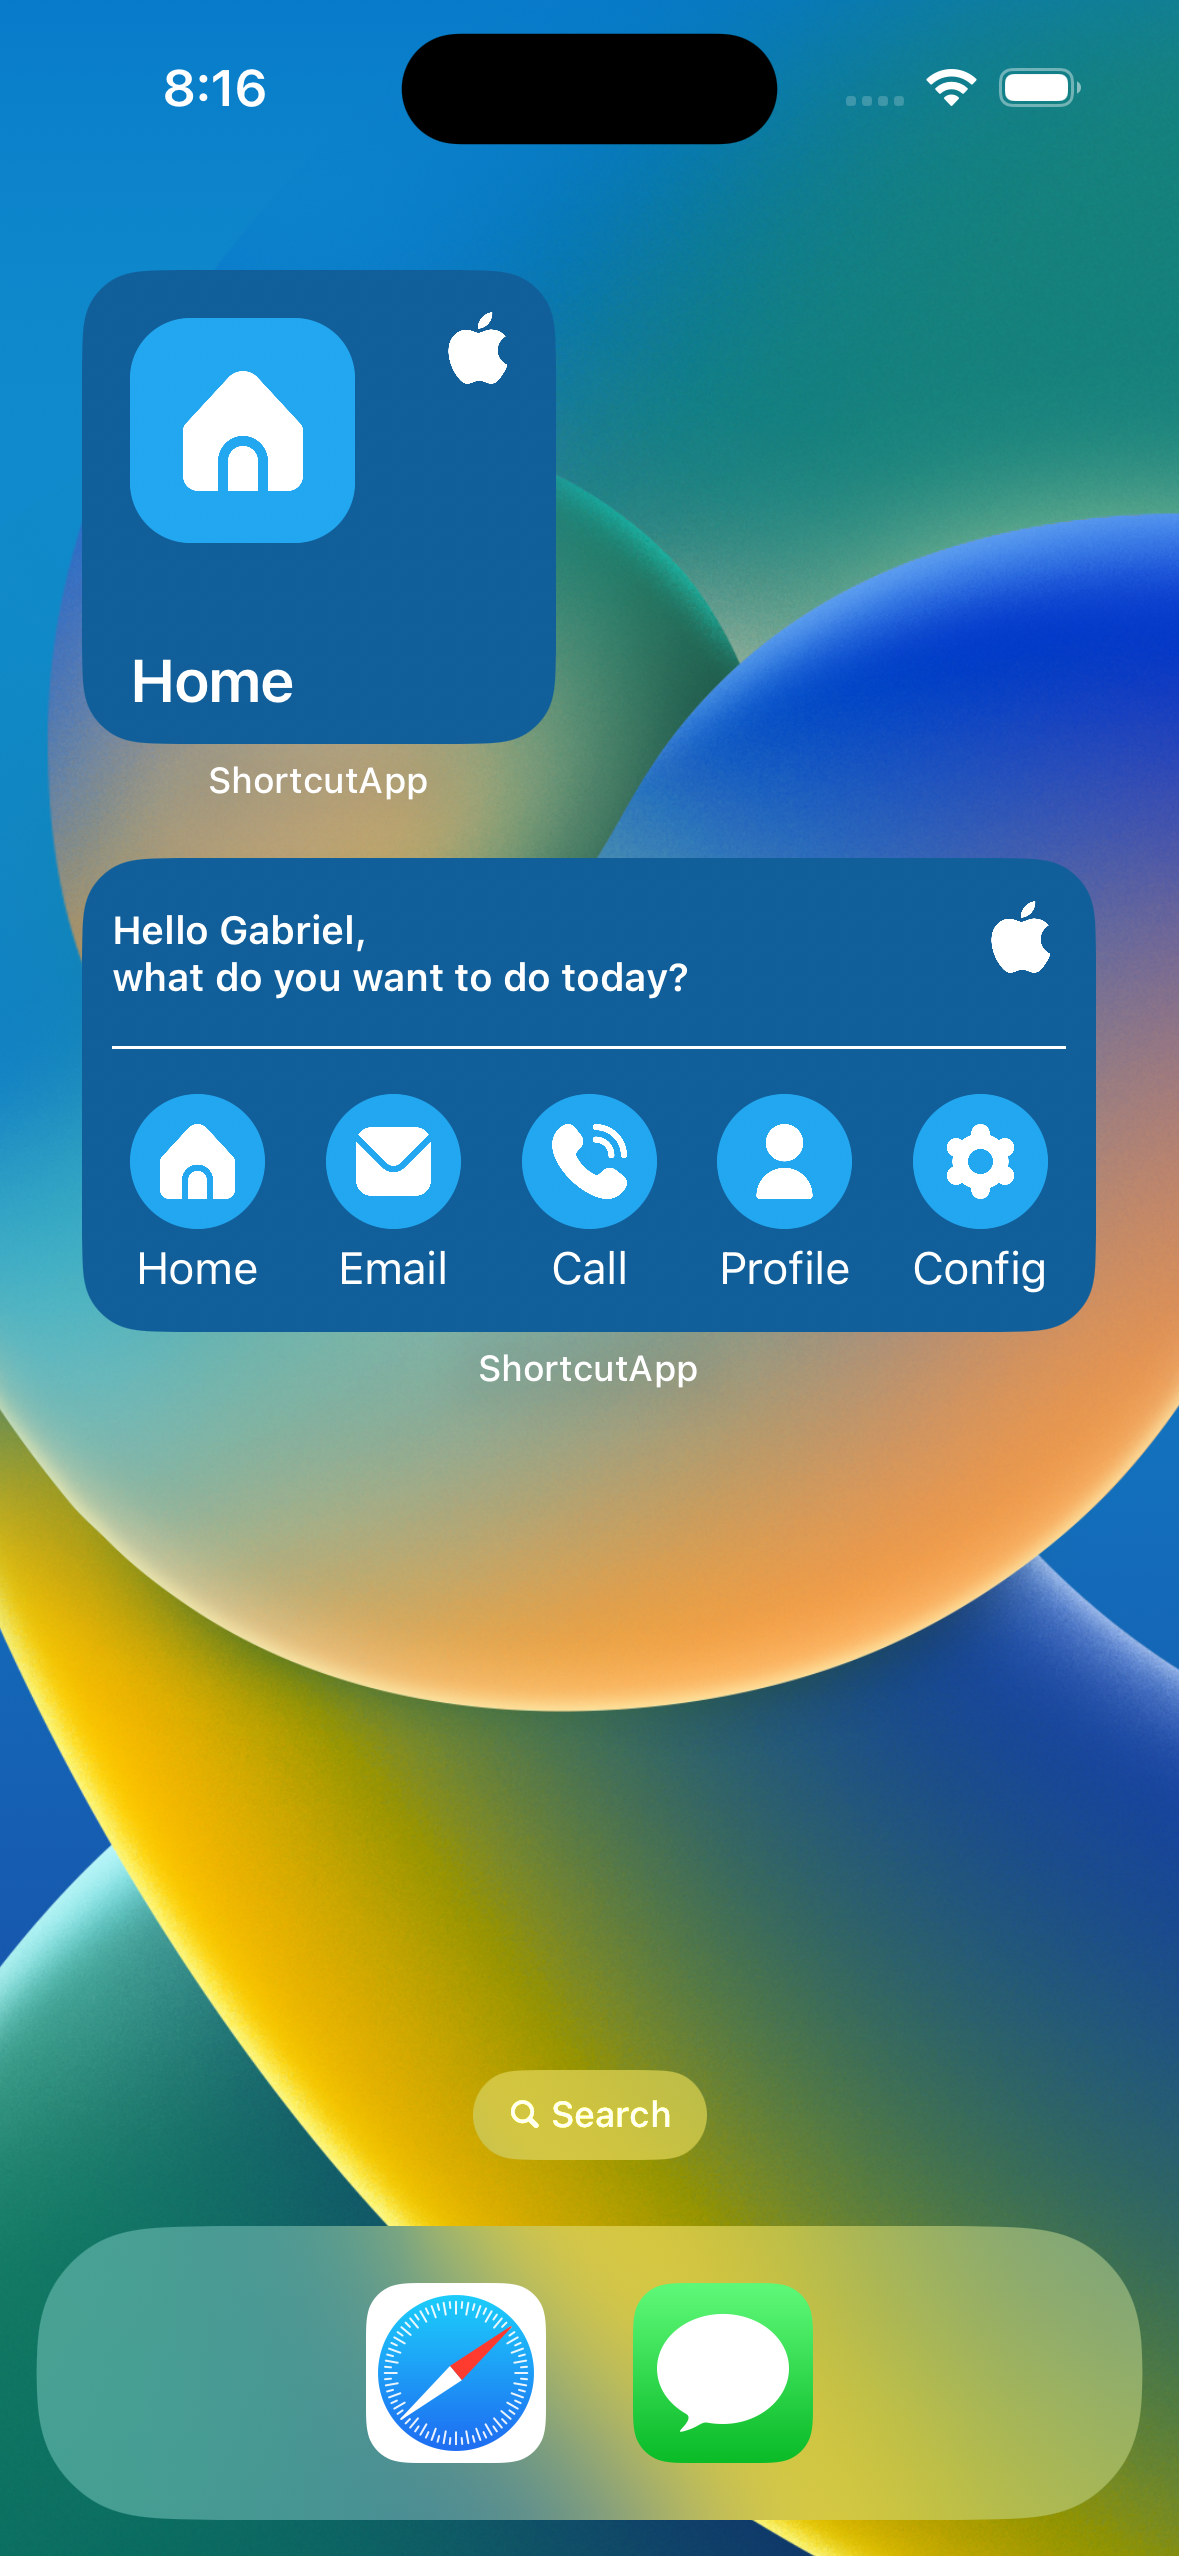 8:16
Home
ShortcutApp
Hello Gabriel,
what do you want to do today?
Home Email Call Profile Config
ShortcutApp
Search